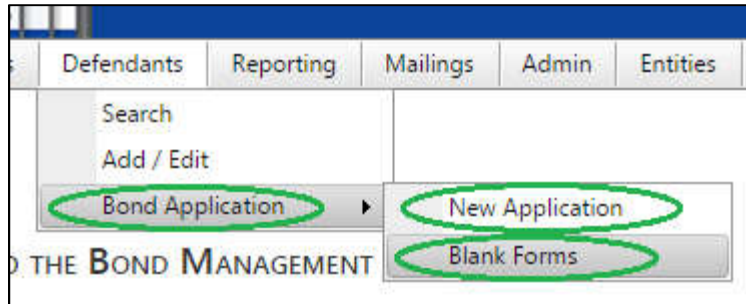 Defendants Reporting Mailings Admin Entities
Search
Add / Edit
Bond Application New Application
Blank Forms
THE BOND MANAGEMENT